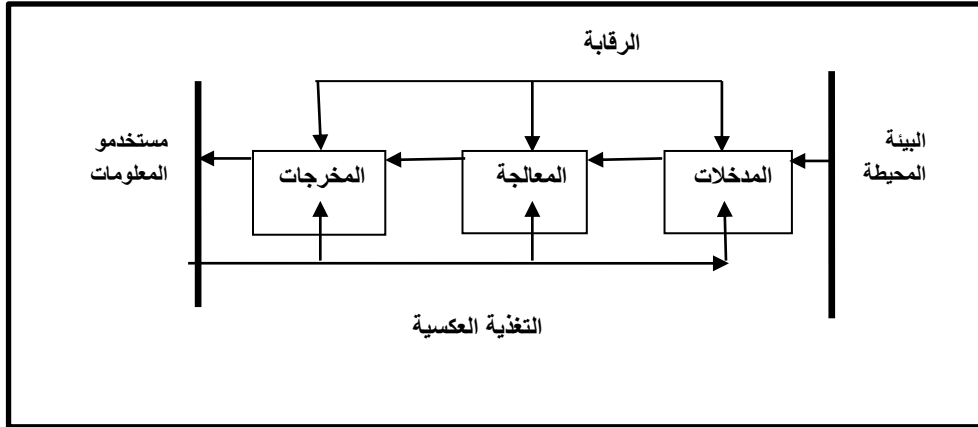 الرقابة
البيئة
المحيطة
المدخلات
المعالجة
المخرجات
مستخدمو
المعلومات
التغذية العكسية